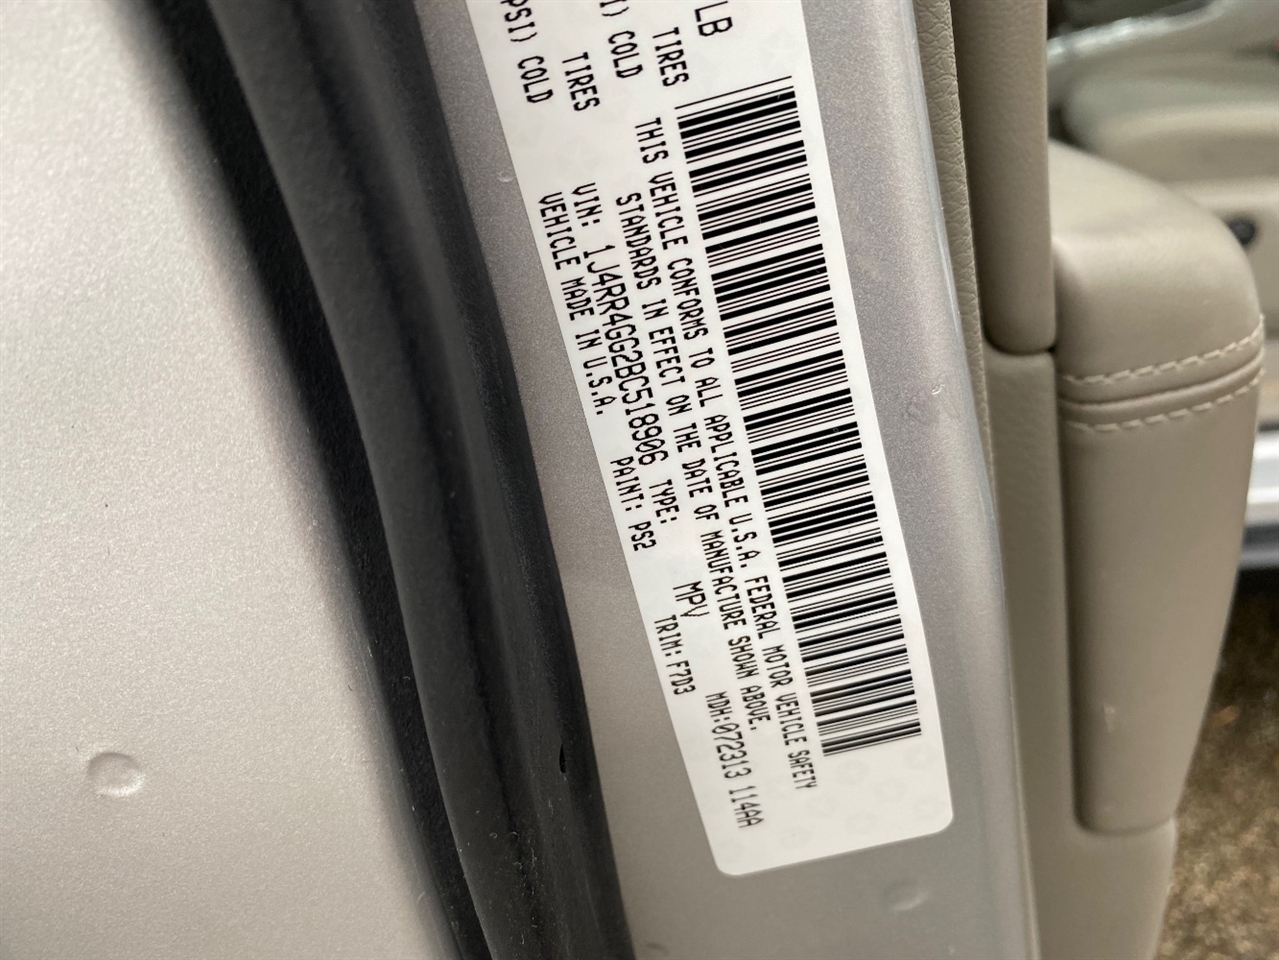 LB
TIRES
I) COLD
TIRES
PSI) COLD
THIS VEHICLE CONFORMS TO ALL APPLICABLE U.S.A. FEDERAL MOTOR VEHICLE SAFETY
STANDARDS IN EFFECT ON THE DATE OF MANUFACTURE SHOWN ABOVE.
VIN: 1J4RR4GG2BC518906 TYPE: MPV MDH:072313 114AA
VEHICLE MADE IN U.S.A. PAINT: PS2 TRIM: F7D3